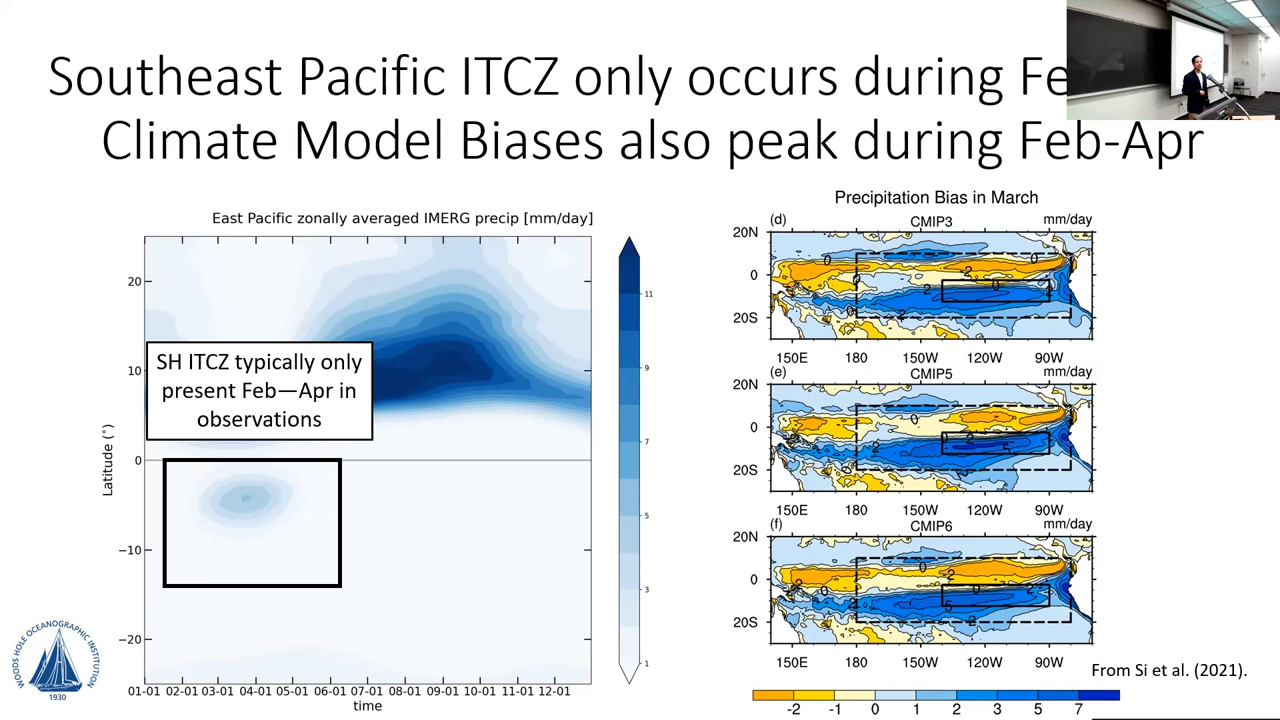 Southeast Pacific ITCZ only occurs during Fe
Climate Model Biases also peak during Feb-Apr
East Pacific zonally averaged IMERG precip [mm/day]
20
10
0
−10
−20
Latitude (°)
SH ITCZ typically only
present Feb—Apr in
observations
01-01 02-01 03-01 04-01 05-01 06-01 07-01 08-01 09-01 10-01 11-01 12-01
time
11
9
7
5
3
1
WOODS HOLE OCEANOGRAPHIC INSTITUTION
1930
Precipitation Bias in March
(d) CMIP3 mm/day
20N
0
20S
150E 180 150W 120W 90W
(e) CMIP5 mm/day
20N
0
20S
150E 180 150W 120W 90W
(f) CMIP6 mm/day
20N
0
20S
150E 180 150W 120W 90W
From Si et al. (2021).
-2 -1 0 1 2 3 5 7